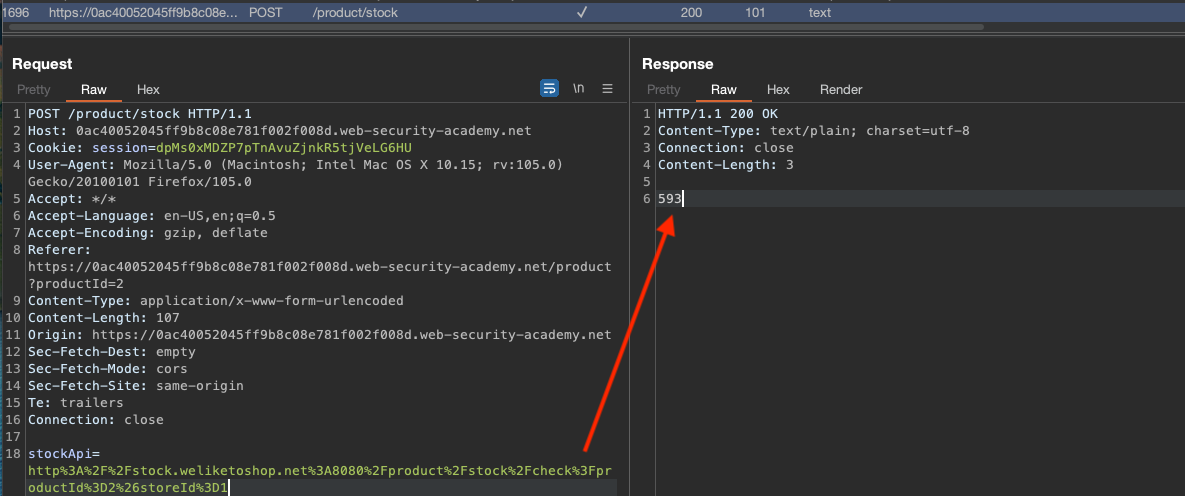 1696 https://0ac40052045ff9b8c08e... POST /product/stock ✓ 200 101 text
Request
Pretty Raw Hex \n
1 POST /product/stock HTTP/1.1
2 Host: 0ac40052045ff9b8c08e781f002f008d.web-security-academy.net
3 Cookie: session=dpMs0xMDZP7pTnAvuZjnkR5tjVeLG6HU
4 User-Agent: Mozilla/5.0 (Macintosh; Intel Mac OS X 10.15; rv:105.0)
Gecko/20100101 Firefox/105.0
5 Accept: */*
6 Accept-Language: en-US,en;q=0.5
7 Accept-Encoding: gzip, deflate
8 Referer:
https://0ac40052045ff9b8c08e781f002f008d.web-security-academy.net/product
?productId=2
9 Content-Type: application/x-www-form-urlencoded
10 Content-Length: 107
11 Origin: https://0ac40052045ff9b8c08e781f002f008d.web-security-academy.net
12 Sec-Fetch-Dest: empty
13 Sec-Fetch-Mode: cors
14 Sec-Fetch-Site: same-origin
15 Te: trailers
16 Connection: close
17
18 stockApi=
http%3A%2F%2Fstock.weliketoshop.net%3A8080%2Fproduct%2Fstock%2Fcheck%3Fpr
oductId%3D2%26storeId%3D1
Response
Pretty Raw Hex Render
1 HTTP/1.1 200 OK
2 Content-Type: text/plain; charset=utf-8
3 Connection: close
4 Content-Length: 3
5
6 593